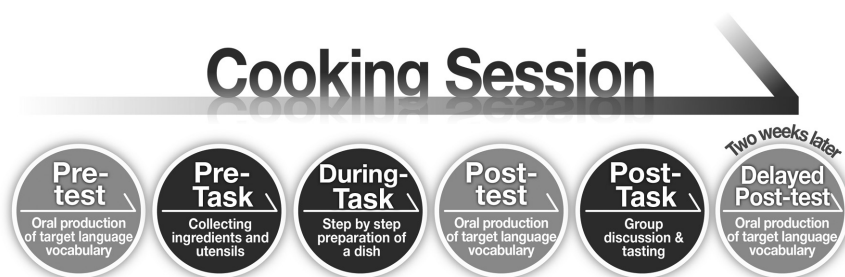 Cooking Session
Pre-
test
Oral production
of target language
vocabulary
Pre-
Task
Collecting
ingredients and
utensils
During-
Task
Step by step
preparation of
a dish
Post-
test
Oral production
of target language
vocabulary
Post-
Task
Group
discussion &
tasting
Two weeks later
Delayed
Post-test
Oral production
of target language
vocabulary